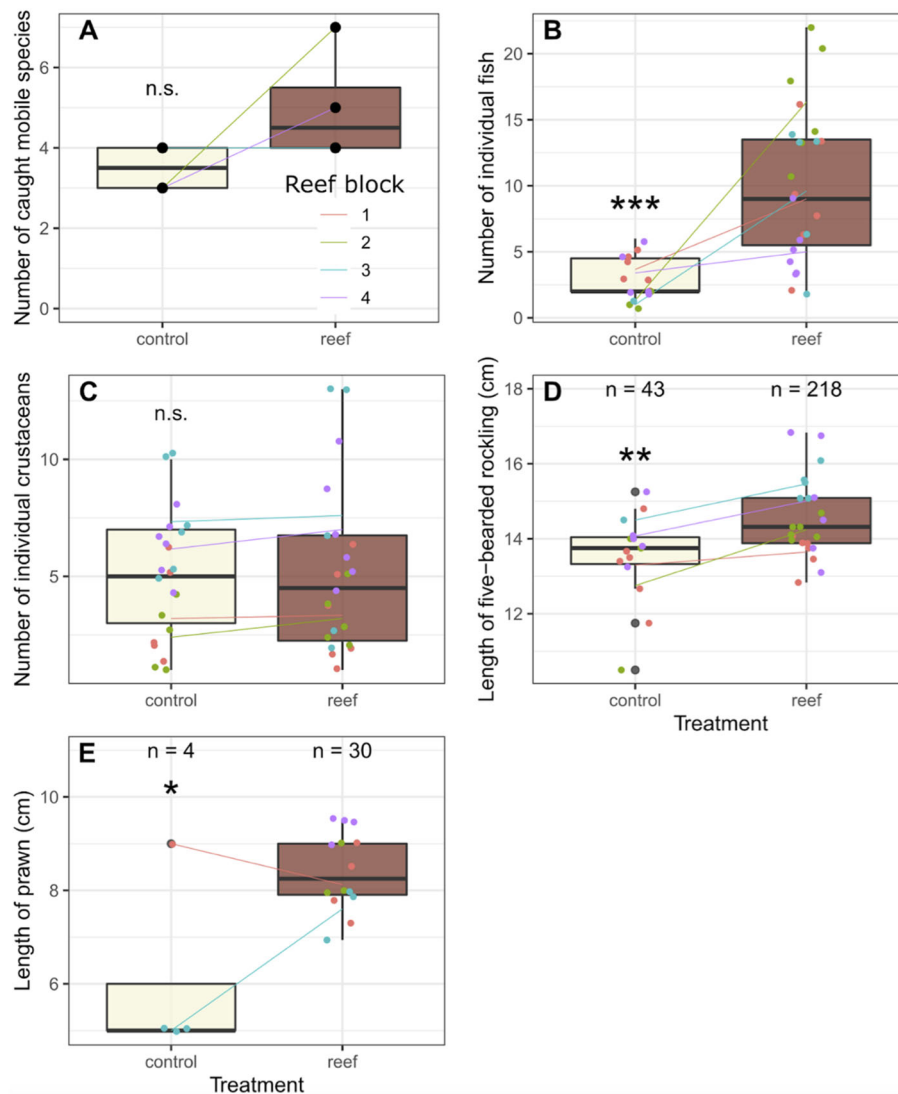 A
Number of caught mobile species
n.s.
Reef block
1
2
3
4
6
4
2
0
control
reef
B
Number of individual fish
***
20
15
10
5
0
control
reef
C
Number of individual crustaceans
n.s.
10
5
control
reef
D
Length of five−bearded rockling (cm)
n = 43
n = 218
**
18
16
14
12
control
reef
Treatment
E
Length of prawn (cm)
n = 4
n = 30
*
10
8
6
control
reef
Treatment